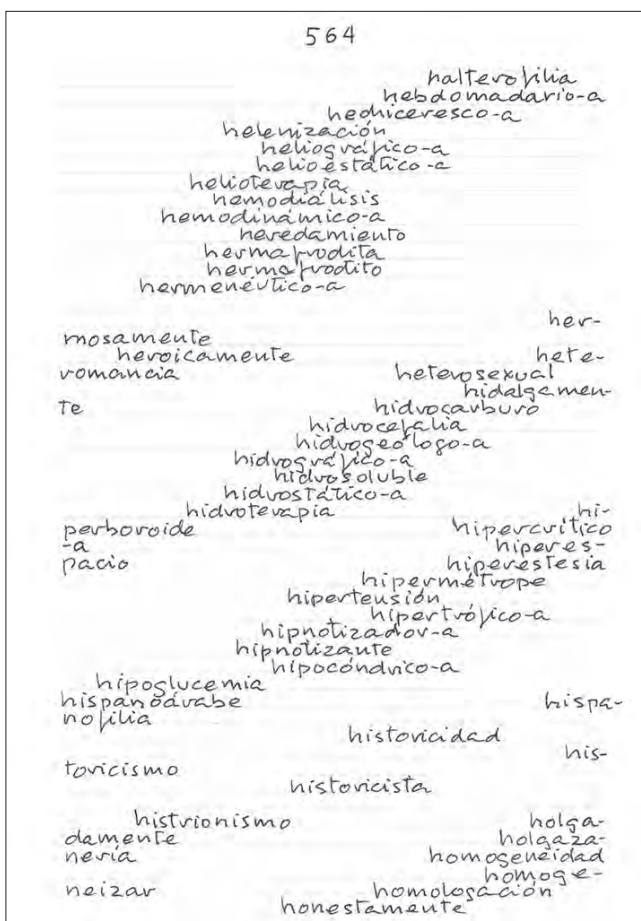 564
halterofilia
hebdomadario-a
hechiceresco-a
helenización
heliográfico-a
helioestático-a
helioterapia
hemodiálisis
hemodinámico-a
heredamiento
hermafrodita
hermafrodito
hermenéutico-a
her-
mosamente
heroicamente hete-
romancia heterosexual
hidalgamen-
te hidrocarburo
hidrocefalia
hidrogeólogo-a
hidrográfico-a
hidrosoluble
hidrostático-a
hidroterapia hi-
perboroide hipercrítico
-a hiperes-
pacio hiperestesia
hipermétrope
hipertensión
hipertrófico-a
hipnotizador-a
hipnotizante
hipocóndrico-a
hipoglucemia
hispanoárabe hispa-
nofilia
historicidad
his-
toricismo
historicista
histrionismo holga-
damente holgaza-
nería homogeneidad
homoge-
neizar homologación
honestamente